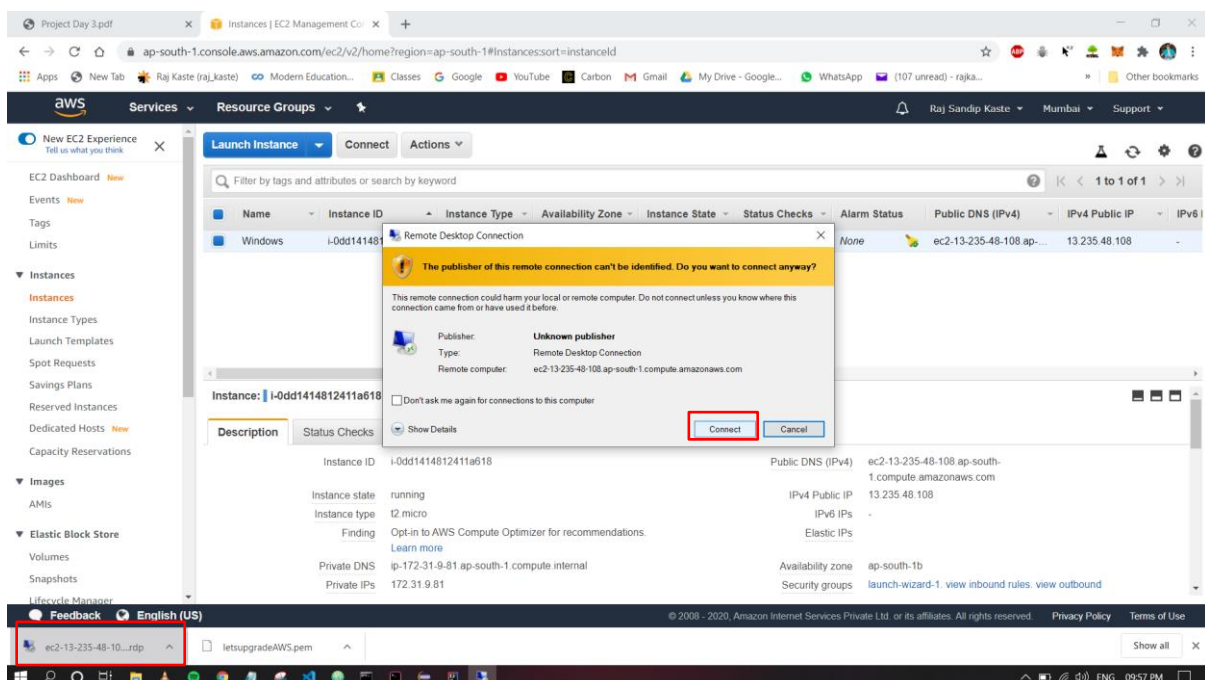 Project Day 3.pdf
Instances | EC2 Management Co
ap-south-1.console.aws.amazon.com/ec2/v2/home?region=ap-south-1#Instances:sort=instanceId
Apps New Tab Raj Kaste (raj_kaste) Modern Education... Classes Google YouTube Carbon Gmail My Drive - Google... WhatsApp (107 unread) - rajka... » Other bookmarks
aws Services Resource Groups Raj Sandip Kaste Mumbai Support
New EC2 Experience
Tell us what you think
EC2 Dashboard New
Events New
Tags
Limits
Instances
Instances
Instance Types
Launch Templates
Spot Requests
Savings Plans
Reserved Instances
Dedicated Hosts New
Capacity Reservations
Images
AMIs
Elastic Block Store
Volumes
Snapshots
Lifecycle Manager
Launch Instance Connect Actions
Filter by tags and attributes or search by keyword 1 to 1 of 1
Name Instance ID Instance Type Availability Zone Instance State Status Checks Alarm Status Public DNS (IPv4) IPv4 Public IP IPv6
Windows i-0dd141481 None ec2-13-235-48-108.ap-... 13.235.48.108 -
Remote Desktop Connection
The publisher of this remote connection can't be identified. Do you want to connect anyway?
This remote connection could harm your local or remote computer. Do not connect unless you know where this
connection came from or have used it before.
Publisher: Unknown publisher
Type: Remote Desktop Connection
Remote computer: ec2-13-235-48-108.ap-south-1.compute.amazonaws.com
Don't ask me again for connections to this computer
Show Details Connect Cancel
Instance: i-0dd1414812411a618
Description Status Checks
Instance ID i-0dd1414812411a618 Public DNS (IPv4) ec2-13-235-48-108.ap-south-
1.compute.amazonaws.com
Instance state running IPv4 Public IP 13.235.48.108
Instance type t2.micro IPv6 IPs -
Finding Opt-in to AWS Compute Optimizer for recommendations. Elastic IPs
Learn more
Private DNS ip-172-31-9-81.ap-south-1.compute.internal Availability zone ap-south-1b
Private IPs 172.31.9.81 Security groups launch-wizard-1. view inbound rules. view outbound
Feedback English (US) © 2008 - 2020, Amazon Internet Services Private Ltd. or its affiliates. All rights reserved. Privacy Policy Terms of Use
ec2-13-235-48-10....rdp letsupgradeAWS.pem Show all
ENG 09:57 PM